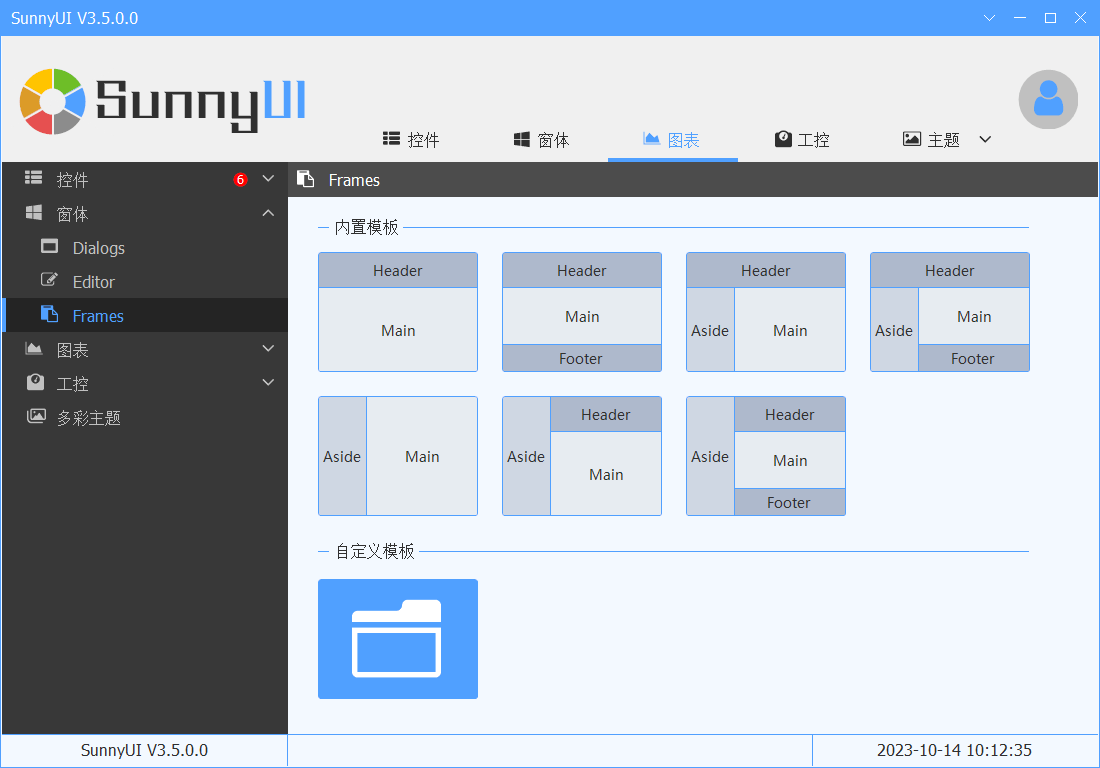 SunnyUI V3.5.0.0
SunnyUI
控件 窗体 图表 工控 主题
控件 6
窗体
Dialogs
Editor
Frames
图表
工控
多彩主题
Frames
内置模板
Header
Main
Header
Main
Footer
Header
Aside Main
Header
Aside Main
Footer
Aside Main
Aside Header
Main
Aside Header
Main
Footer
自定义模板
SunnyUI V3.5.0.0 2023-10-14 10:12:35